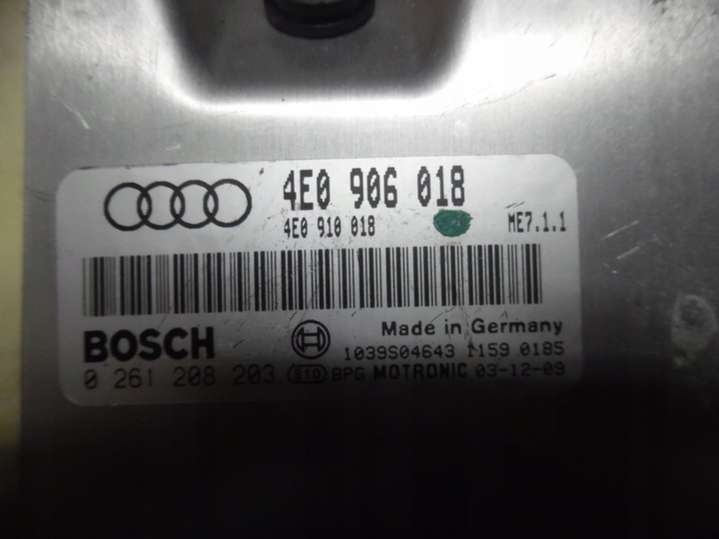 4E0 906 018
4E0 910 018
ME7.1.1
BOSCH
Made in Germany
1039S04643 1159 0185
0 261 208 203 S10 BPG MOTRONIC 03-12-09